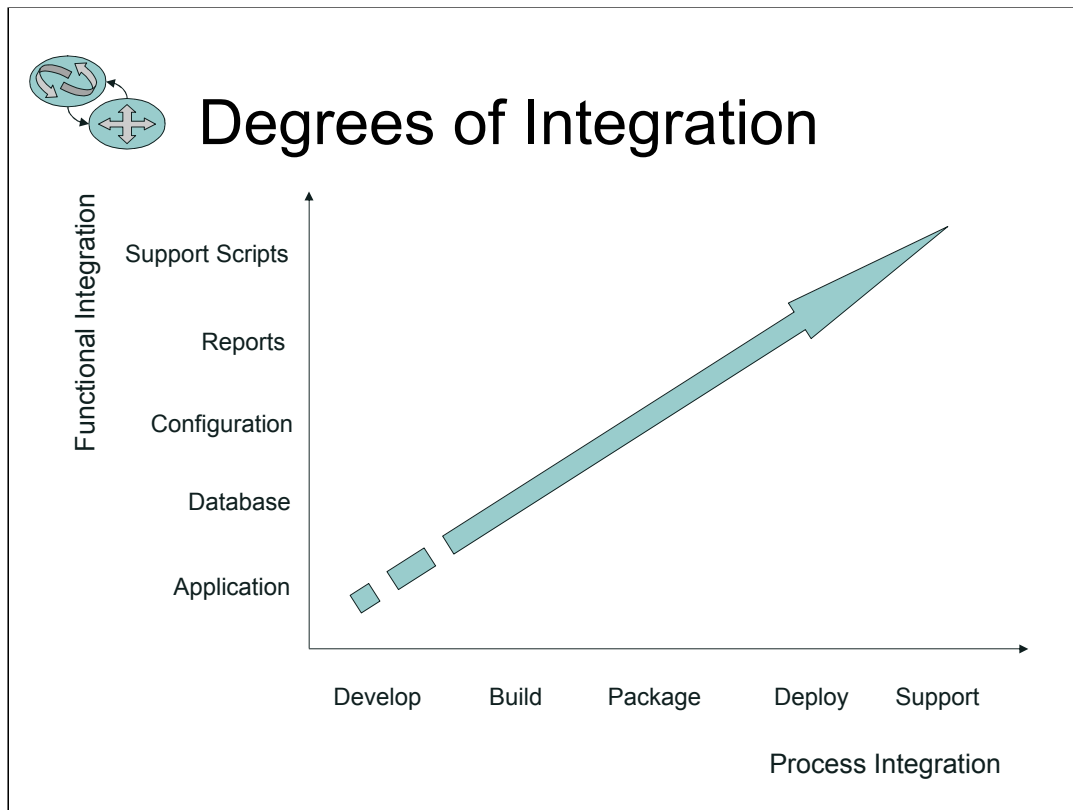 Degrees of Integration
Functional Integration
Support Scripts
Reports
Configuration
Database
Application
Develop
Build
Package
Deploy
Support
Process Integration